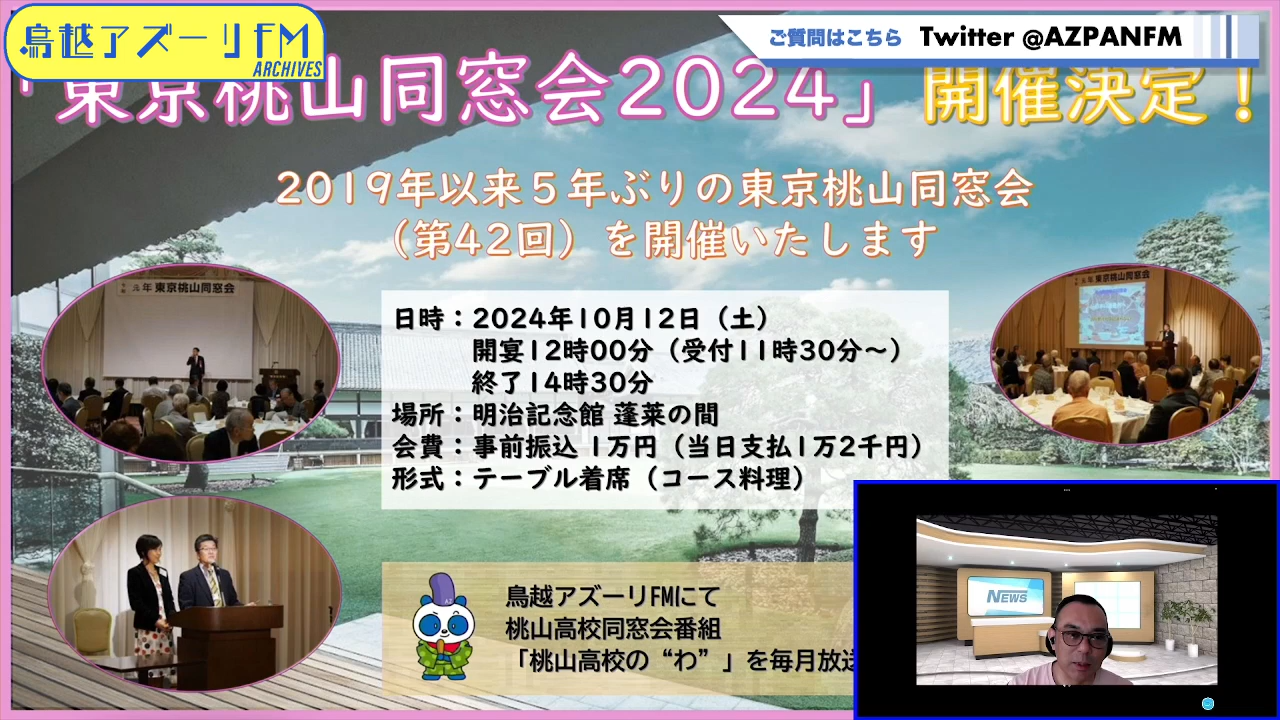 鳥越アズーリFM
ARCHIVES
ご質問はこちら Twitter @AZPANFM
「東京桃山同窓会2024」開催決定！
2019年以来５年ぶりの東京桃山同窓会
（第42回）を開催いたします
元年 東京桃山同窓会
元年 東京桃山同窓会
日時：2024年10月12日（土）
開宴12時00分（受付11時30分～）
終了14時30分
場所：明治記念館 蓬莱の間
会費：事前振込 1万円（当日支払1万2千円）
形式：テーブル着席（コース料理）
鳥越アズーリFMにて
桃山高校同窓会番組
「桃山高校の“わ”」を毎月放送
NEWS